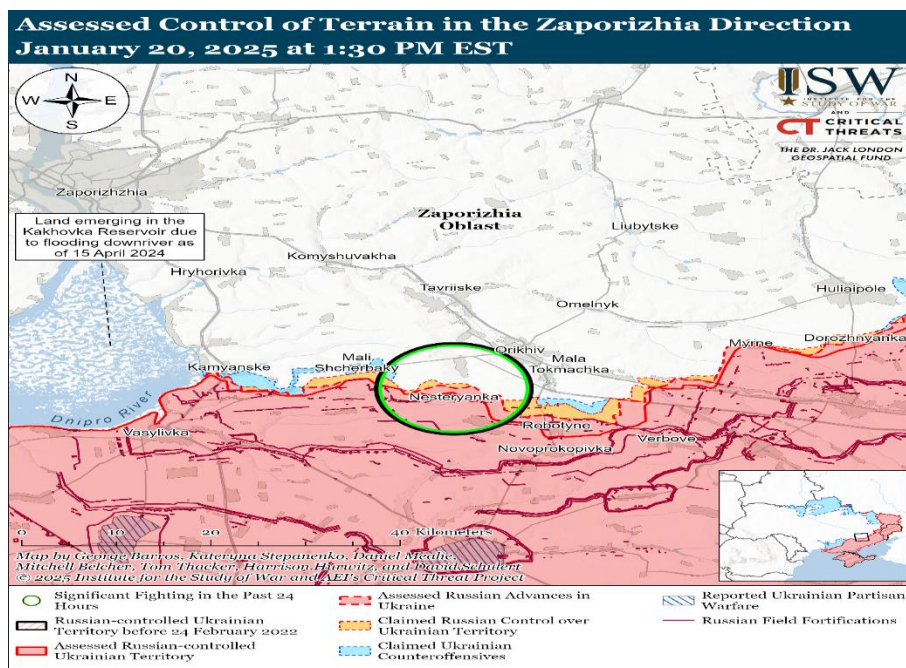 Assessed Control of Terrain in the Zaporizhia Direction
January 20, 2025 at 1:30 PM EST
N
W E
S
ISW
INSTITUTE FOR THE
STUDY OF WAR
AND
CT CRITICAL
THREATS
THE DR. JACK LONDON
GEOSPATIAL FUND
Zaporizhzhia
Land emerging in the
Kakhovka Reservoir due
to flooding downriver as
of 15 April 2024
Zaporizhia
Oblast
Liubytske
Komyshuvakha
Hryhorivka
Tavriiske
Huliaipole
Omelnyk
Orikhiv
Myrne
Dorozhnyanka
Mali
Shcherbaky
Mala
Tokmachka
Kamyanske
Nesteryanka
Dnipro River
Robotyne
Vasylivka
Verbove
Novoprokopivka
0 10 20 40 Kilometers
Map by George Barros, Kateryna Stepanenko, Daniel Mealie,
Mitchell Belcher, Tom Thacker, Harrison Hurwitz, and David Schulert
© 2025 Institute for the Study of War and AEI's Critical Threat Project
Significant Fighting in the Past 24
Hours
Russian-controlled Ukrainian
Territory before 24 February 2022
Assessed Russian-controlled
Ukrainian Territory
Assessed Russian Advances in
Ukraine
Claimed Russian Control over
Ukrainian Territory
Claimed Ukrainian
Counteroffensives
Reported Ukrainian Partisan
Warfare
Russian Field Fortifications